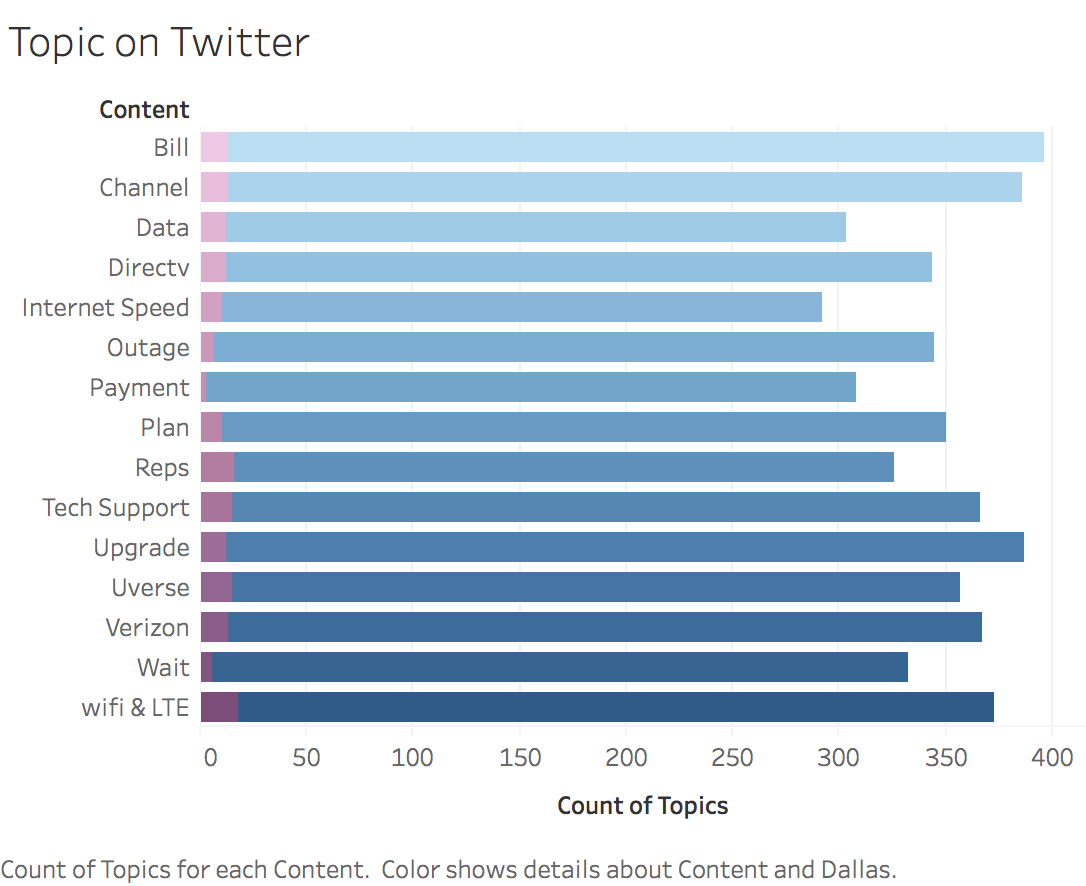 Topic on Twitter
Content
Bill
Channel
Data
Directv
Internet Speed
Outage
Payment
Plan
Reps
Tech Support
Upgrade
Uverse
Verizon
Wait
wifi & LTE
0 50 100 150 200 250 300 350 400
Count of Topics
Count of Topics for each Content.  Color shows details about Content and Dallas.